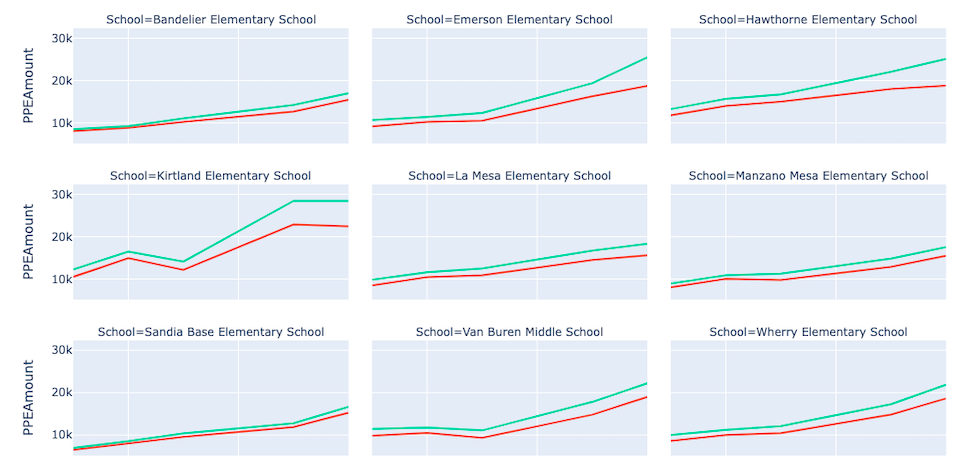 School=Bandelier Elementary School School=Emerson Elementary School School=Hawthorne Elementary School
30k
20k
10k
PPEAmount
School=Kirtland Elementary School School=La Mesa Elementary School School=Manzano Mesa Elementary School
30k
20k
10k
PPEAmount
School=Sandia Base Elementary School School=Van Buren Middle School School=Wherry Elementary School
30k
20k
10k
PPEAmount